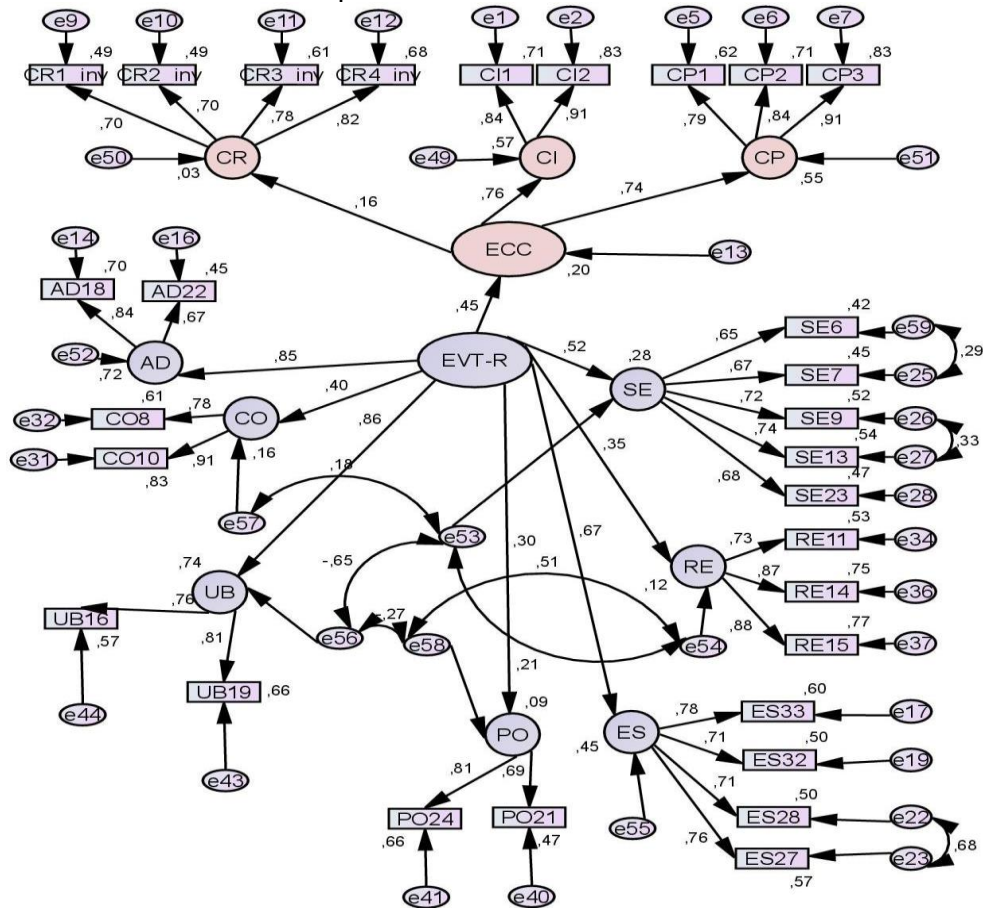 e9 e10 e11 e12 e1 e2 e5 e6 e7
,49 ,49 ,61 ,68 ,71 ,83 ,62 ,71 ,83
CR1_inv CR2_inv CR3_inv CR4_inv CI1 CI2 CP1 CP2 CP3
,70 ,70 ,78 ,82 ,84 ,91 ,79 ,84 ,91
e50 CR e49 ,57 CI CP e51
,03 ,55
,16 ,76 ,74
e14 e16 ECC e13
,70 ,45 ,20
AD18 AD22
,84 ,67 ,45 ,42
,65 SE6 e59
e52 AD EVT-R ,52 ,28 ,29
,72 ,85 ,45
,67 SE7 e25
,61 ,40 SE ,52
e32 CO8 ,78 CO ,86 ,35 ,72 SE9 e26
,74 ,54 ,33
e31 CO10 ,91 ,16 SE13 e27
,83 ,68 ,47
,18 SE23 e28
e57 e53 ,53
,30 ,67 ,73 RE11 e34
,74 -,65 ,51 ,12 RE ,75
UB ,87 RE14 e36
UB16 ,76 ,27 ,77
,57 e56 e58 e54 ,88 RE15 e37
,81 ,21
UB19 ,66 ,60
e44 ,09 ,78 ES33 e17
PO ES ,71 ,50
e43 ,45 ES32 e19
,81 ,69 ,71 ,50
PO24 PO21 ES28 e22
,66 ,47 e55 ,76 ,68
ES27 e23
e41 e40 ,57